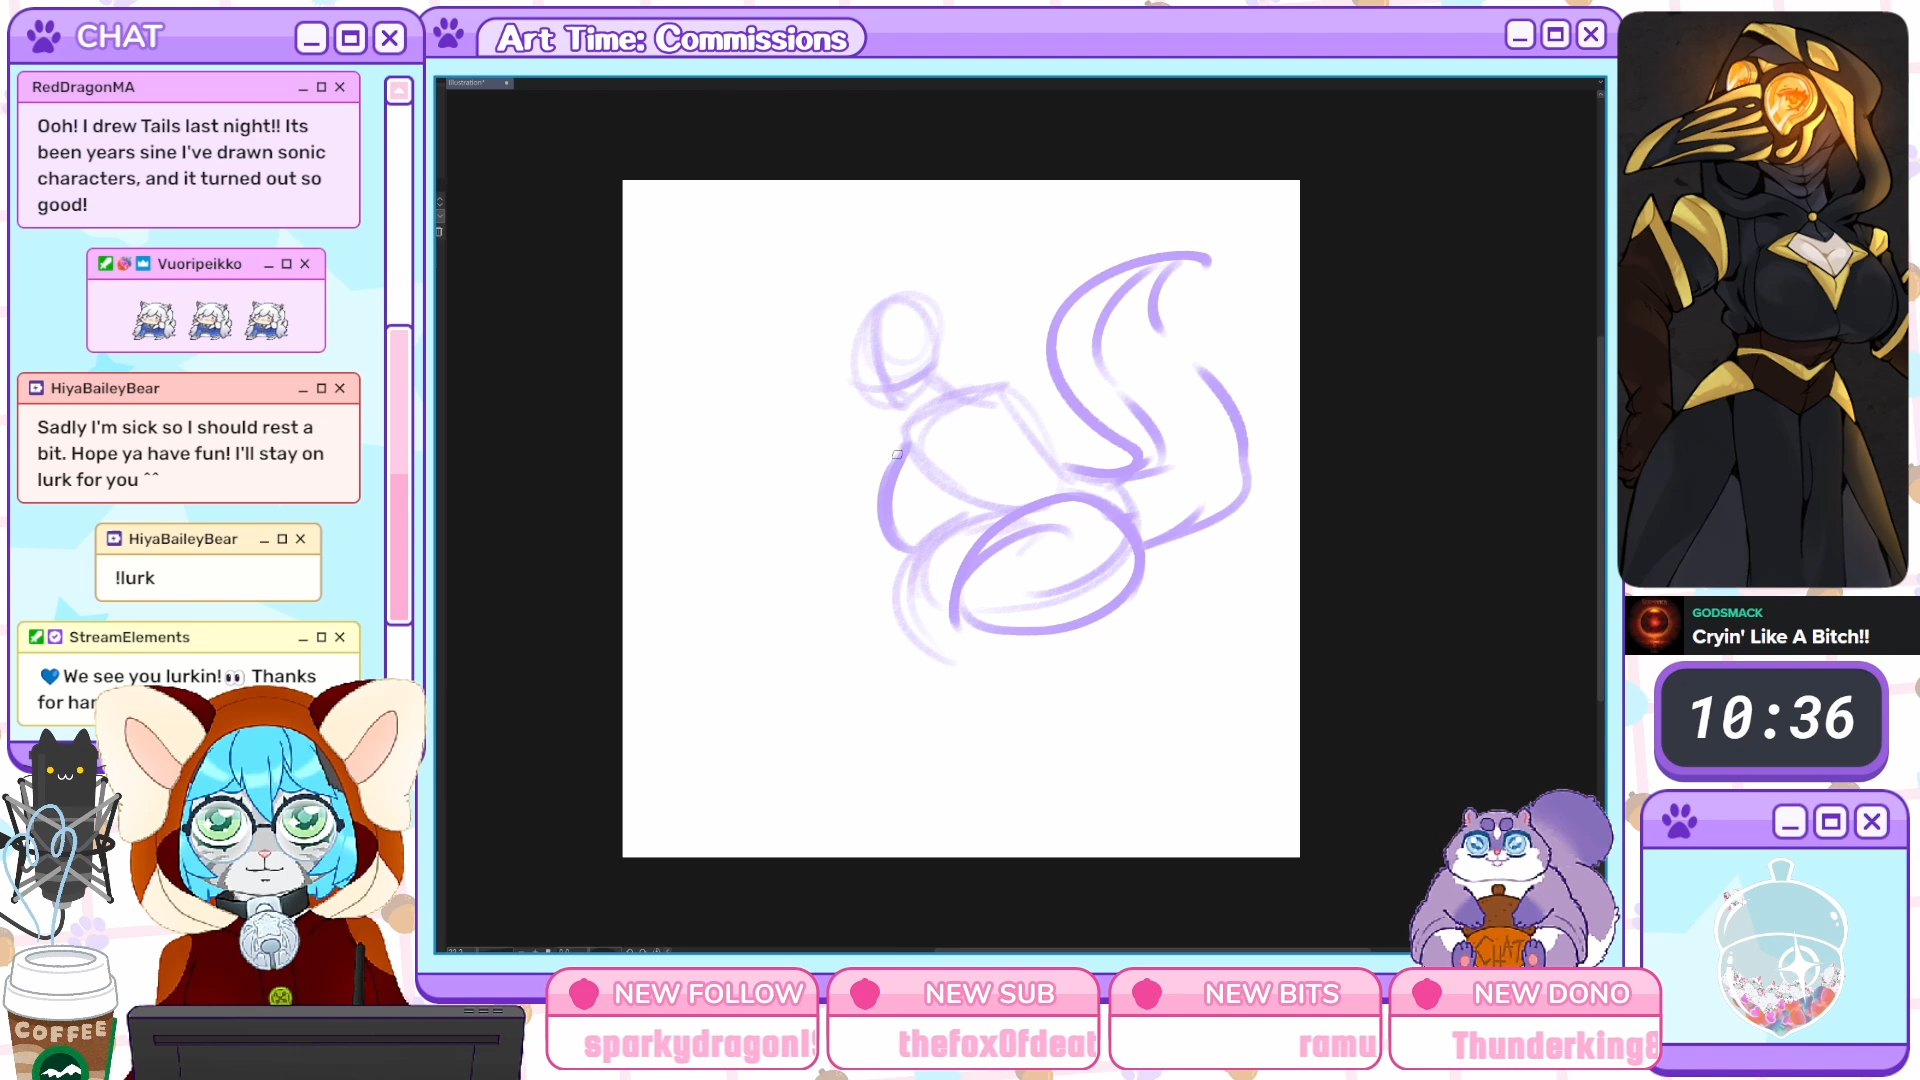 CHAT
Art Time: Commissions
Illustration*
RedDragonMA
Ooh! I drew Tails last night!! Its
been years sine I've drawn sonic
characters, and it turned out so
good!
Vuoripeikko
HiyaBaileyBear
Sadly I'm sick so I should rest a
bit. Hope ya have fun! I'll stay on
lurk for you ^^
HiyaBaileyBear
!lurk
StreamElements
💙We see you lurkin!👀 Thanks
for har
GODSMACK
Cryin' Like A Bitch!!
10:36
COFFEE
CHAT
NEW FOLLOW
sparkydragonl
NEW SUB
thefox0fdeat
NEW BITS
ramu
NEW DONO
Thunderking8